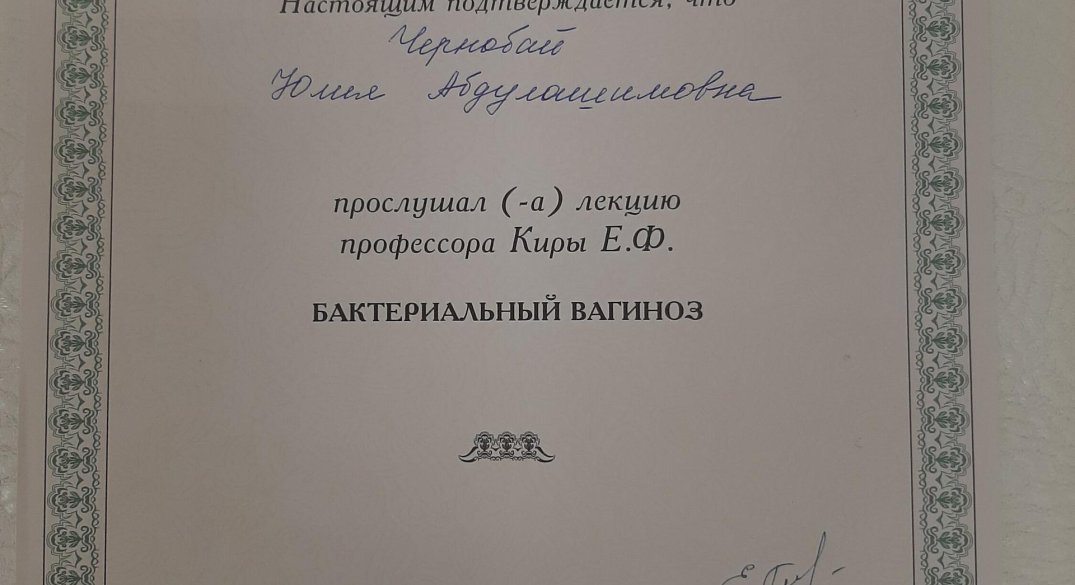 Настоящим подтверждается, что
Чернобай
Юлия Абдулашимовна
прослушал (-а) лекцию
профессора Киры Е.Ф.
БАКТЕРИАЛЬНЫЙ ВАГИНОЗ